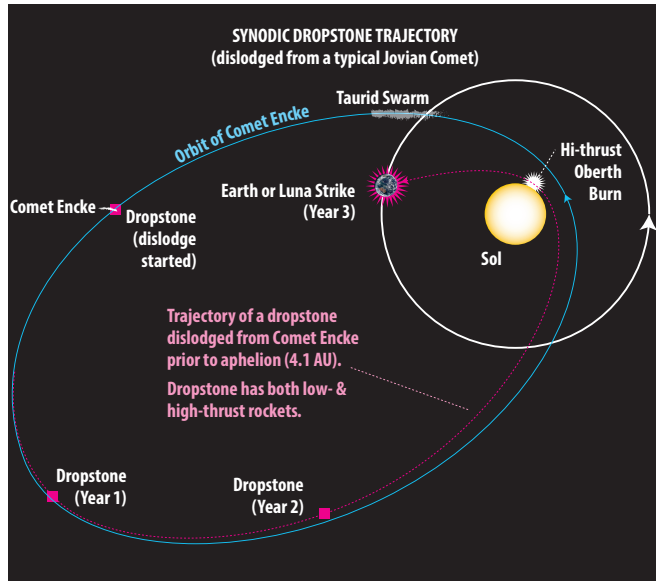 SYNODIC DROPSTONE TRAJECTORY
(dislodged from a typical Jovian Comet)
Taurid Swarm
Orbit of Comet Encke
Hi-thrust
Oberth
Burn
Earth or Luna Strike
(Year 3)
Comet Encke
Dropstone
(dislodge
started)
Sol
Trajectory of a dropstone
dislodged from Comet Encke
prior to aphelion (4.1 AU).
Dropstone has both low- &
high-thrust rockets.
Dropstone
(Year 1)
Dropstone
(Year 2)